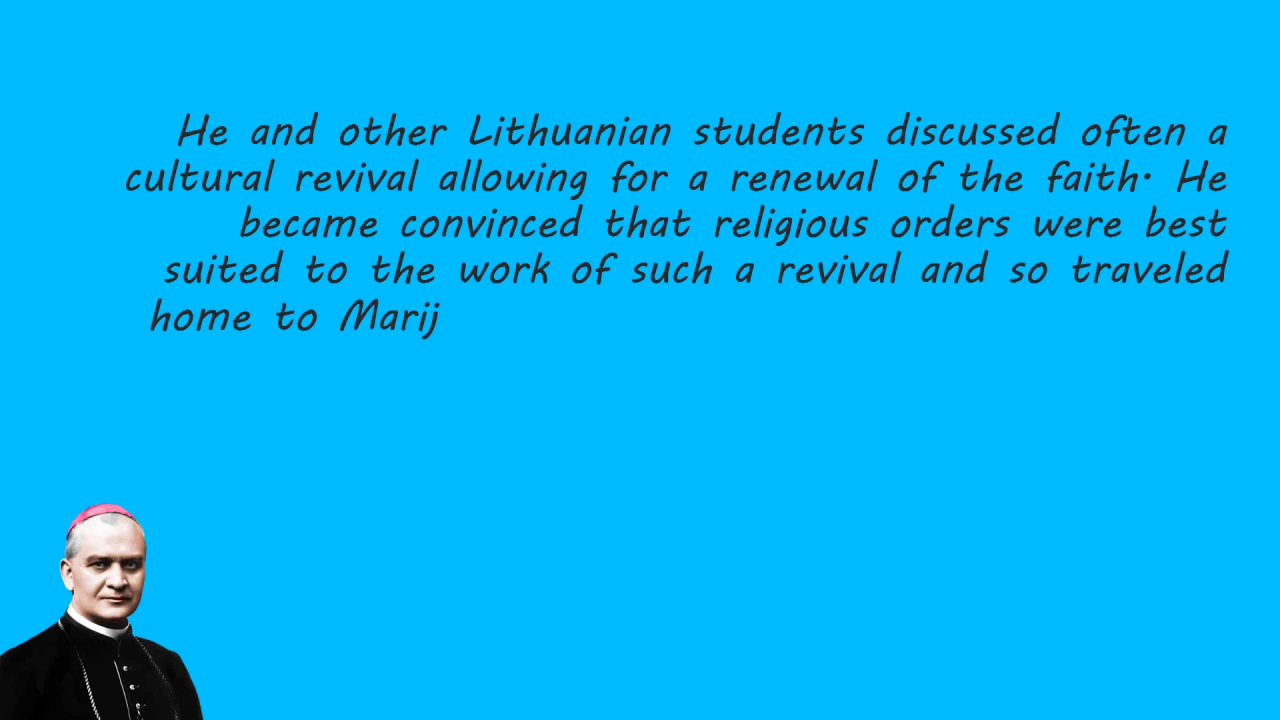 He and other Lithuanian students discussed often a
cultural revival allowing for a renewal of the faith. He
became convinced that religious orders were best
suited to the work of such a revival and so traveled
home to Marij